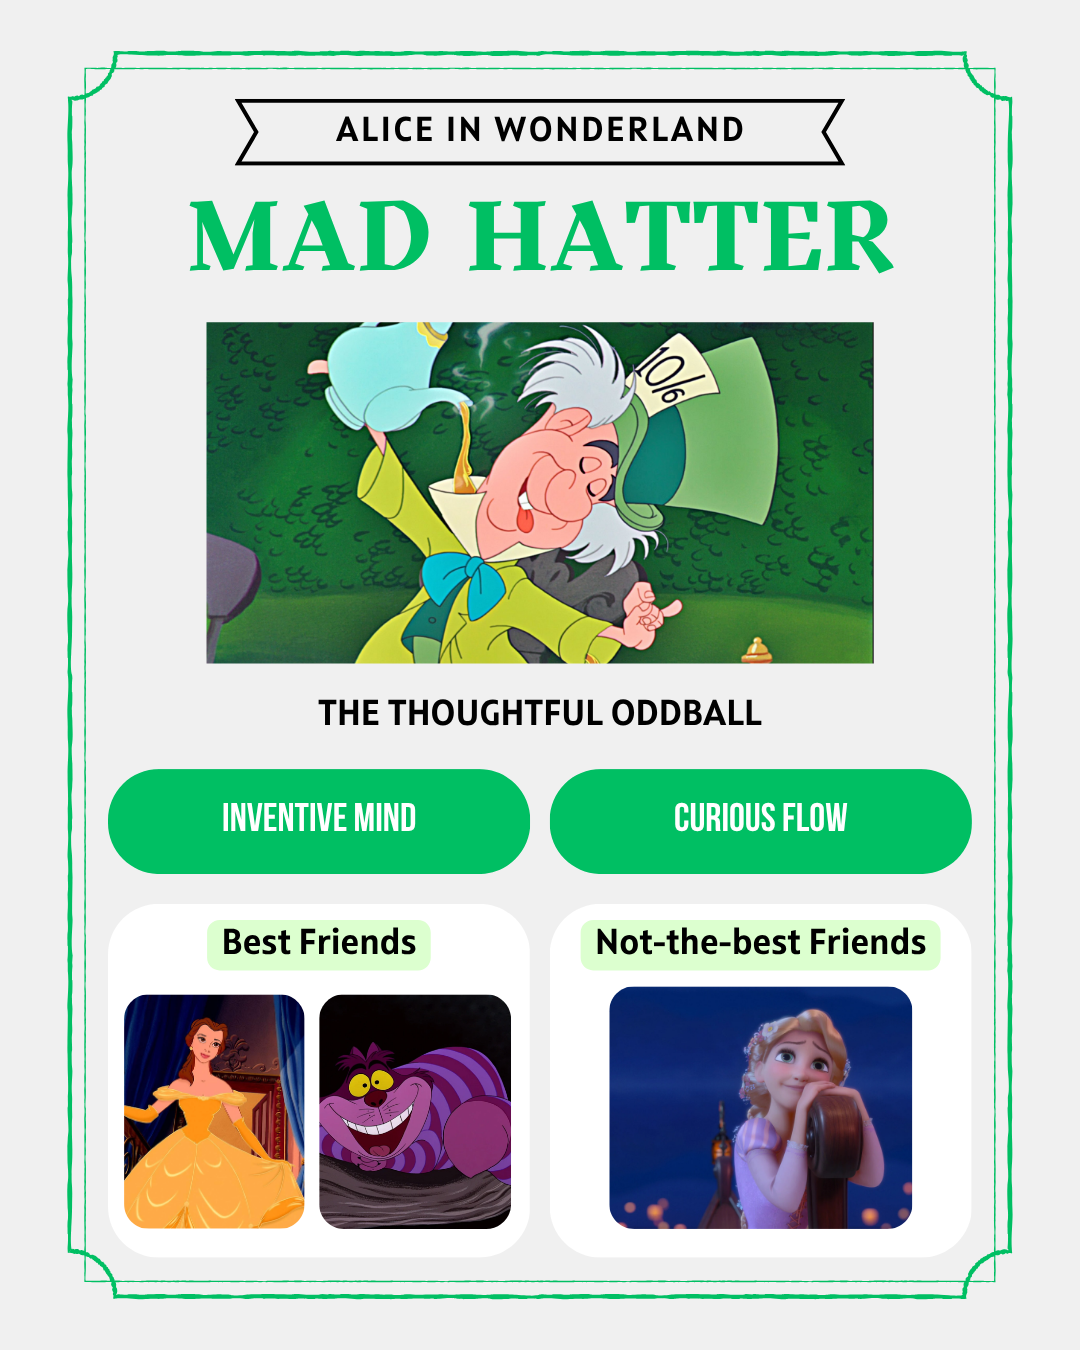 ALICE IN WONDERLAND
MAD HATTER
10/6
THE THOUGHTFUL ODDBALL
INVENTIVE MIND
CURIOUS FLOW
Best Friends
Not-the-best Friends